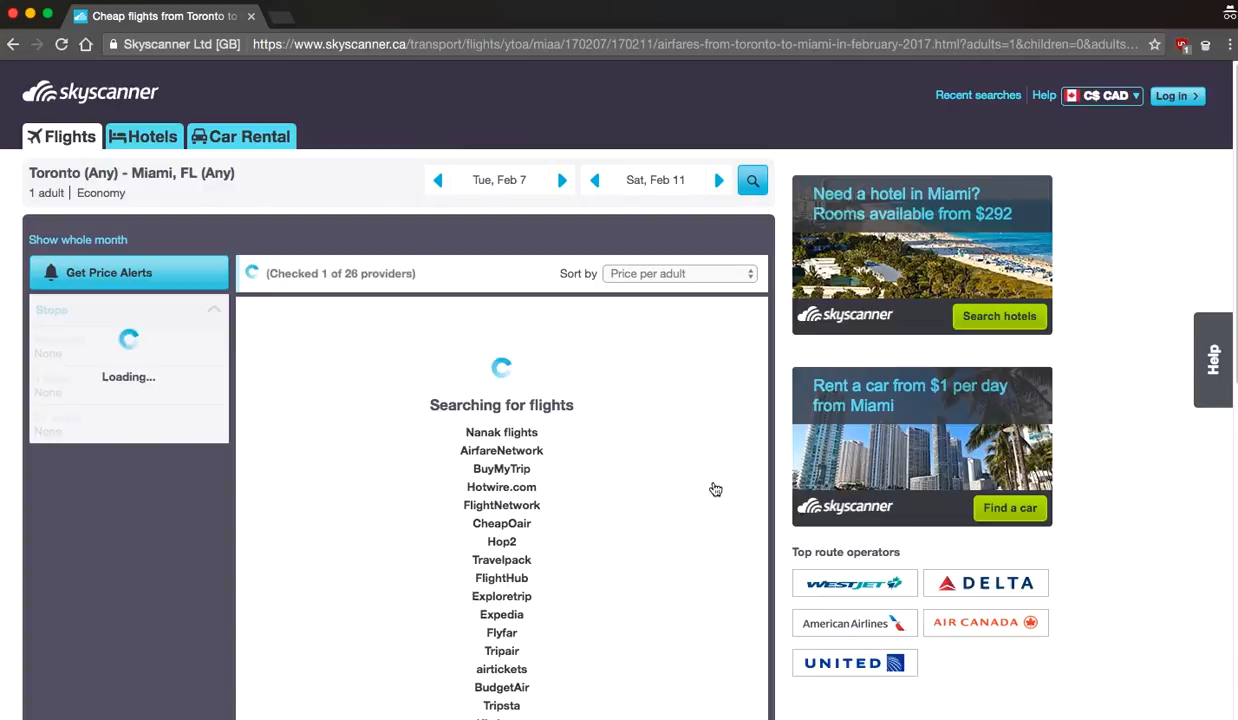 Cheap flights from Toronto to
Skyscanner Ltd [GB]
https://www.skyscanner.ca/transport/flights/ytoa/miaa/170207/170211/airfares-from-toronto-to-miami-in-february-2017.html?adults=1&children=0&adults...
skyscanner
Recent searches
Help
C$ CAD
Log in
Flights
Hotels
Car Rental
Toronto (Any) - Miami, FL (Any)
1 adult | Economy
Tue, Feb 7
Sat, Feb 11
Show whole month
Get Price Alerts
(Checked 1 of 26 providers)
Sort by
Price per adult
Stops
None
Loading...
None
None
Searching for flights
Nanak flights
AirfareNetwork
BuyMyTrip
Hotwire.com
FlightNetwork
CheapOair
Hop2
Travelpack
FlightHub
Exploretrip
Expedia
Flyfar
Tripair
airtickets
BudgetAir
Tripsta
Need a hotel in Miami?
Rooms available from $292
skyscanner
Search hotels
Rent a car from $1 per day
from Miami
skyscanner
Find a car
Top route operators
WESTJET
DELTA
American Airlines
AIR CANADA
UNITED
Help